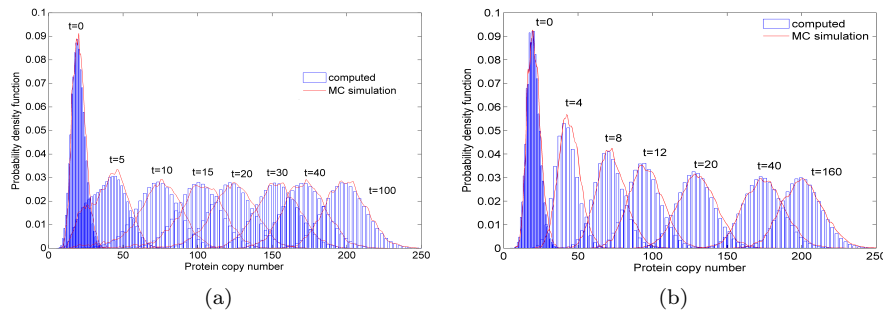 0.1
0.09
0.08
0.07
0.06
0.05
0.04
0.03
0.02
0.01
0
Probability density function
t=0
t=5
t=10
t=15
t=20
t=30
t=40
t=100
computed
MC simulation
0
50
100
150
200
250
Protein copy number
(a)
0.1
0.09
0.08
0.07
0.06
0.05
0.04
0.03
0.02
0.01
0
Probability density function
t=0
t=4
t=8
t=12
t=20
t=40
t=160
computed
MC simulation
0
50
100
150
200
250
Protein copy number
(b)